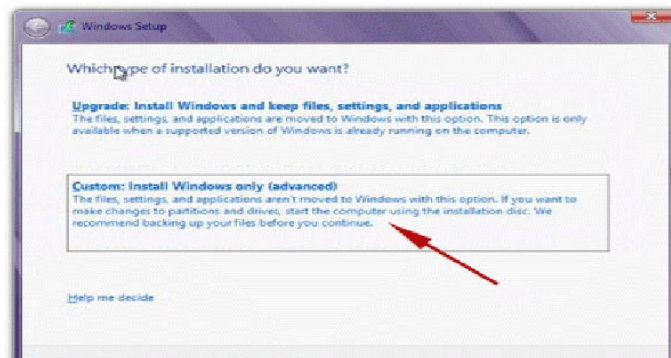 Windows Setup
Which type of installation do you want?
Upgrade: Install Windows and keep files, settings, and applications
The files, settings, and applications are moved to Windows with this option. This option is only
available when a supported version of Windows is already running on the computer.
Custom: Install Windows only (advanced)
The files, settings, and applications aren't moved to Windows with this option. If you want to
make changes to partitions and drives, start the computer using the installation disc. We
recommend backing up your files before you continue.
Help me decide